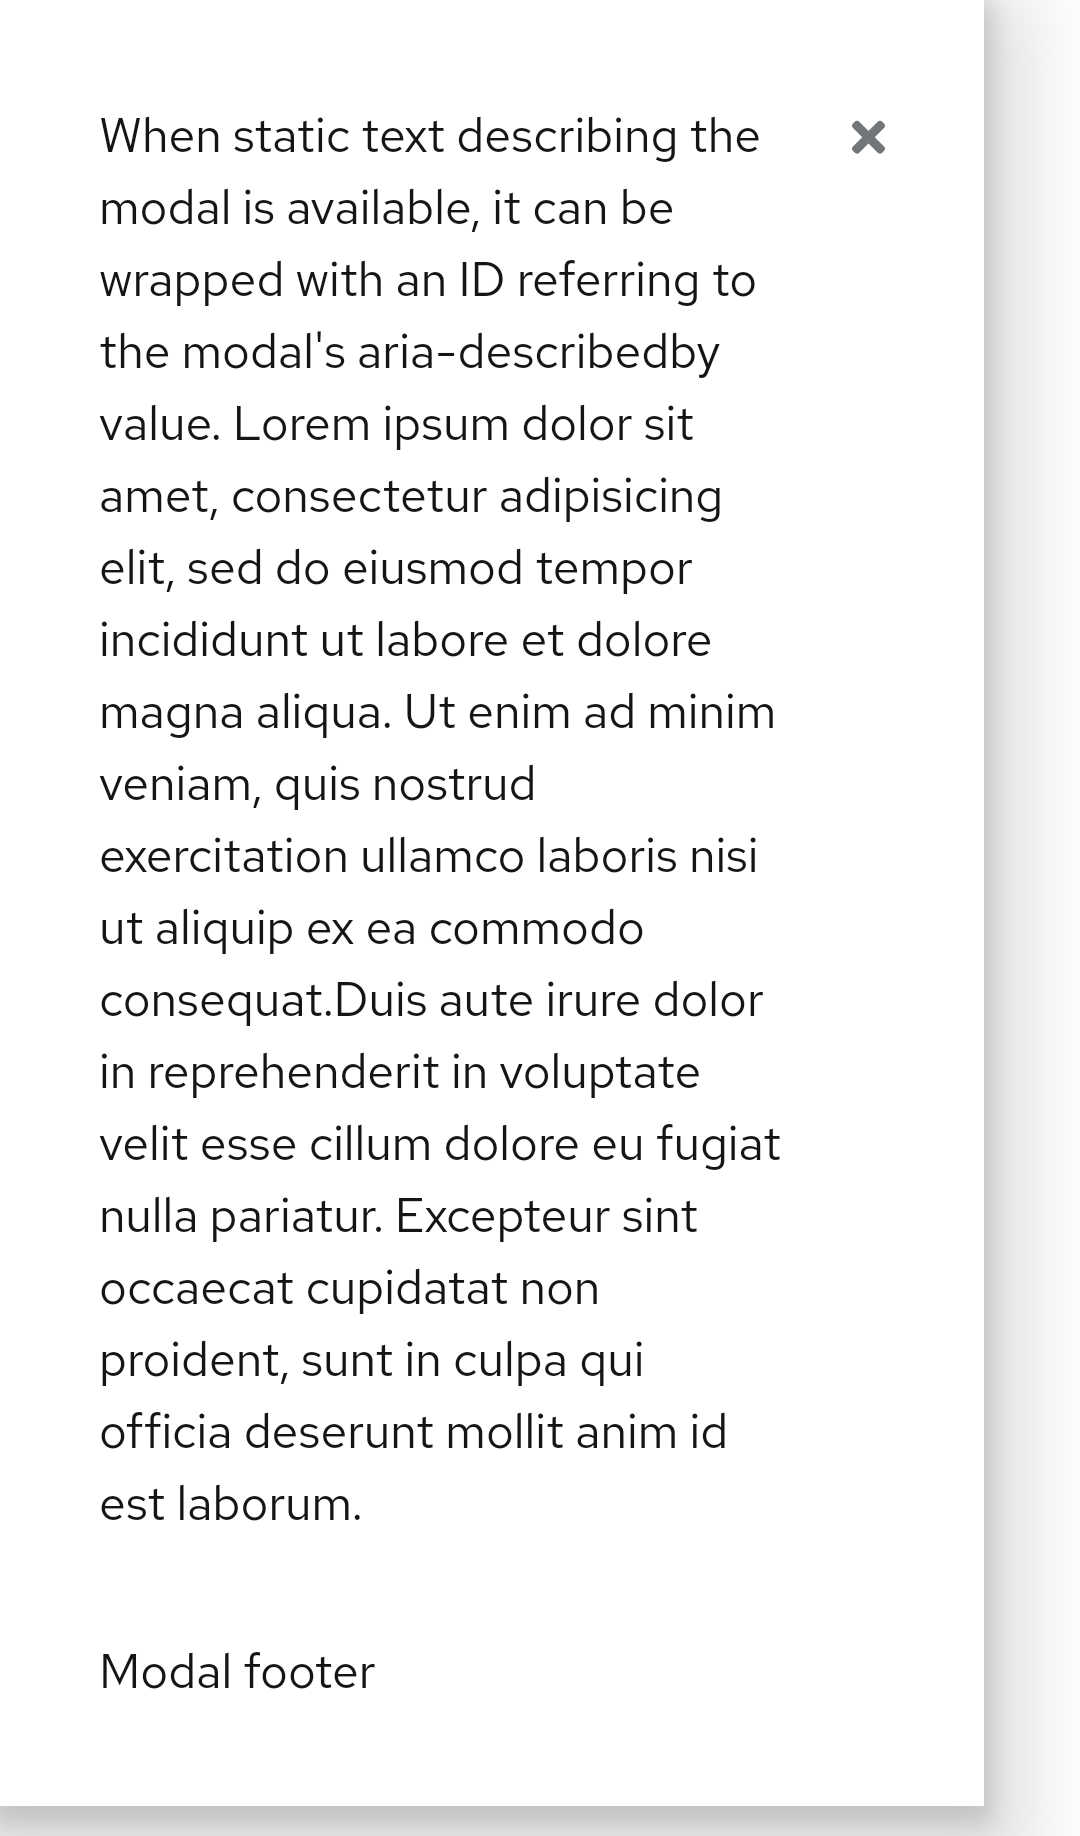 When static text describing the
modal is available, it can be
wrapped with an ID referring to
the modal's aria-describedby
value. Lorem ipsum dolor sit
amet, consectetur adipisicing
elit, sed do eiusmod tempor
incididunt ut labore et dolore
magna aliqua. Ut enim ad minim
veniam, quis nostrud
exercitation ullamco laboris nisi
ut aliquip ex ea commodo
consequat.Duis aute irure dolor
in reprehenderit in voluptate
velit esse cillum dolore eu fugiat
nulla pariatur. Excepteur sint
occaecat cupidatat non
proident, sunt in culpa qui
officia deserunt mollit anim id
est laborum.
Modal footer